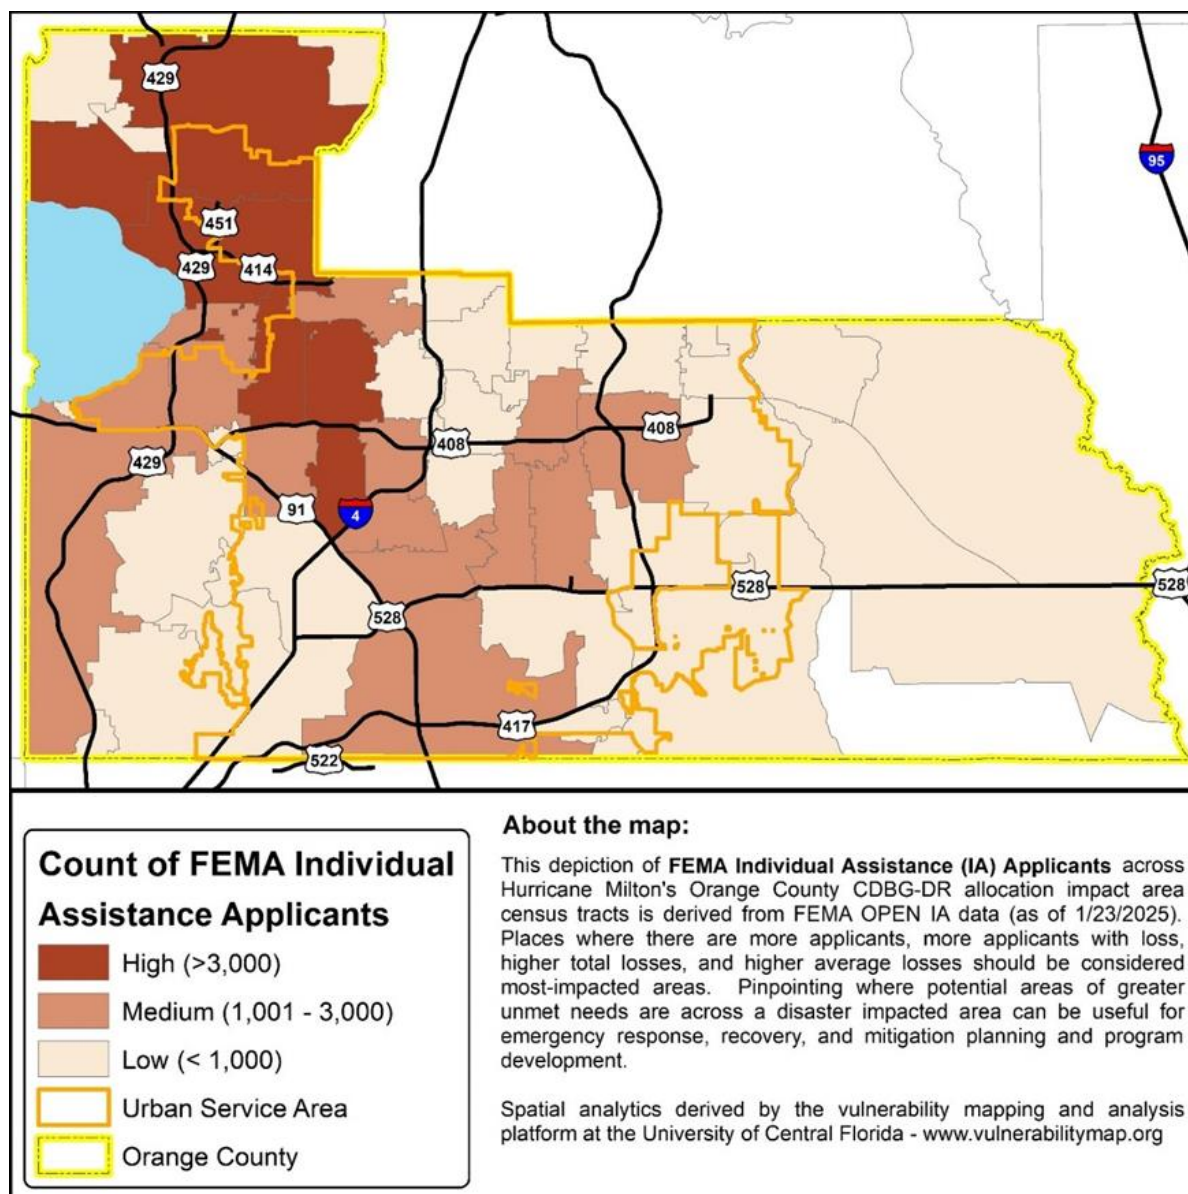 429
95
451
429
414
408
408
429
91
4
528
528
528
417
522
Count of FEMA Individual
Assistance Applicants
High (>3,000)
Medium (1,001 - 3,000)
Low (< 1,000)
Urban Service Area
Orange County
About the map:
This depiction of FEMA Individual Assistance (IA) Applicants across
Hurricane Milton's Orange County CDBG-DR allocation impact area
census tracts is derived from FEMA OPEN IA data (as of 1/23/2025).
Places where there are more applicants, more applicants with loss,
higher total losses, and higher average losses should be considered
most-impacted areas. Pinpointing where potential areas of greater
unmet needs are across a disaster impacted area can be useful for
emergency response, recovery, and mitigation planning and program
development.
Spatial analytics derived by the vulnerability mapping and analysis
platform at the University of Central Florida - www.vulnerabilitymap.org